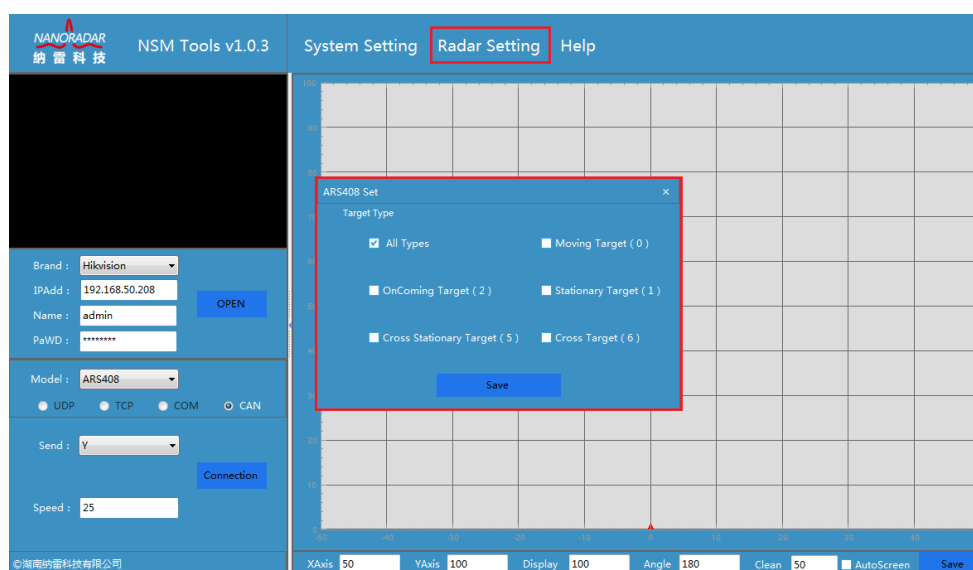 NANORADAR
纳雷科技
NSM Tools v1.0.3
System Setting Radar Setting Help
Brand : Hikvision
IPAdd : 192.168.50.208
OPEN
Name : admin
PaWD : ********
Model : ARS408
UDP TCP COM CAN
Send : Y
Connection
Speed : 25
©湖南纳雷科技有限公司
100
90
80
ARS408 Set ×
Target Type
All Types Moving Target ( 0 )
OnComing Target ( 2 ) Stationary Target ( 1 )
Cross Stationary Target ( 5 ) Cross Target ( 6 )
Save
20
10
0
-50 -40 -30 -20 -10 0 10 20 30 40
XAxis 50 YAxis 100 Display 100 Angle 180 Clean 50 AutoScreen Save